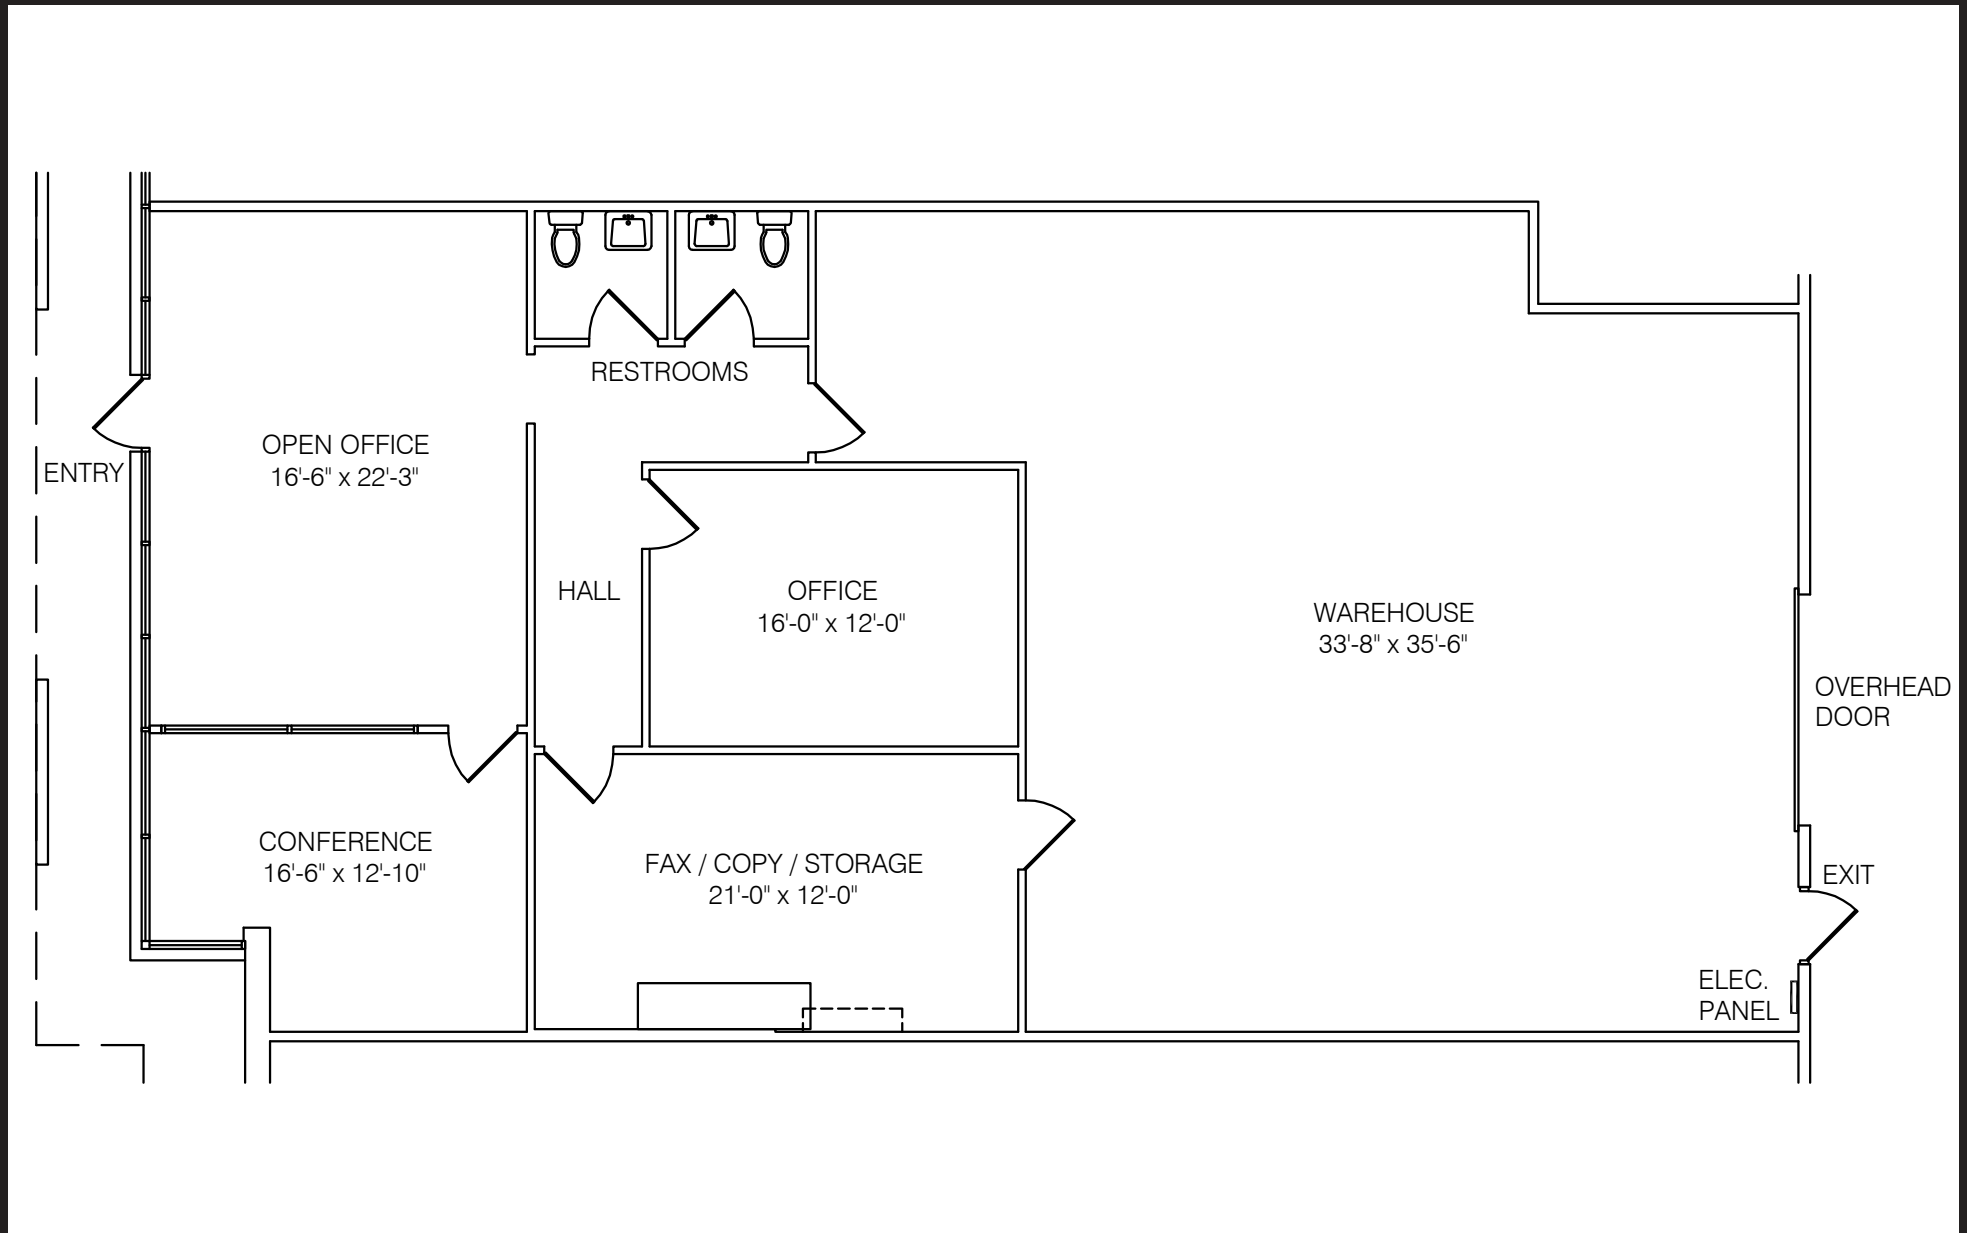 RESTROOMS
OPEN OFFICE
16'-6" x 22'-3"
ENTRY
HALL
OFFICE
16'-0" x 12'-0"
WAREHOUSE
33'-8" x 35'-6"
OVERHEAD
DOOR
CONFERENCE
16'-6" x 12'-10"
FAX / COPY / STORAGE
21'-0" x 12'-0"
EXIT
ELEC.
PANEL